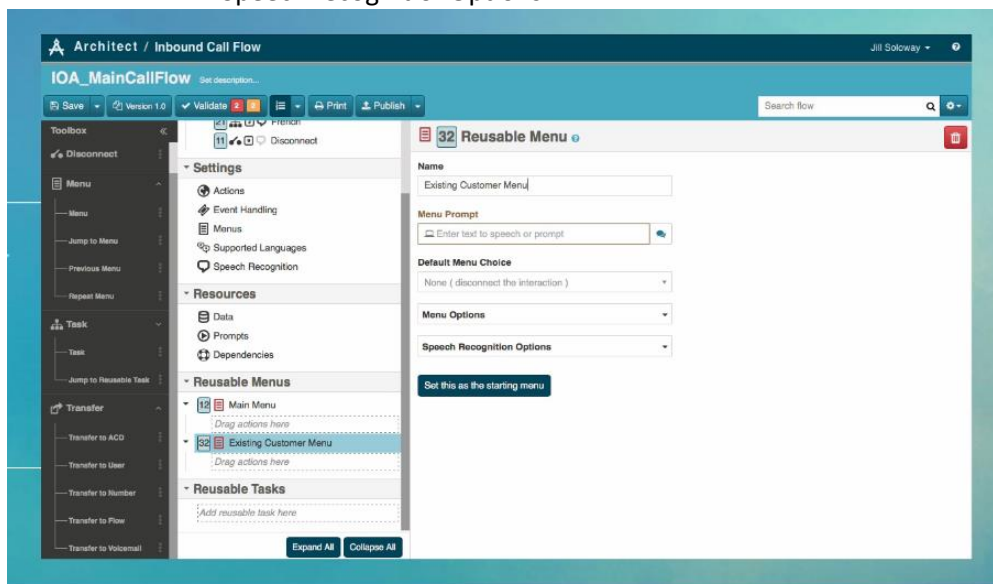 Speech Recognition Options
Architect / Inbound Call Flow
Jill Soloway
IOA_MainCallFlow Set description...
Save Version 1.0 Validate 2 Print Publish
Search flow
Toolbox
Disconnect
Menu
Menu
Jump to Menu
Previous Menu
Repeat Menu
Task
Task
Jump to Reusable Task
Transfer
Transfer to ACD
Transfer to User
Transfer to Number
Transfer to Flow
Transfer to Voicemail
21 French
11 Disconnect
Settings
Actions
Event Handling
Menus
Supported Languages
Speech Recognition
Resources
Data
Prompts
Dependencies
Reusable Menus
12 Main Menu
Drag actions here
32 Existing Customer Menu
Drag actions here
Reusable Tasks
Add reusable task here
Expand All Collapse All
32 Reusable Menu
Name
Existing Customer Menu
Menu Prompt
Enter text to speech or prompt
Default Menu Choice
None ( disconnect the interaction )
Menu Options
Speech Recognition Options
Set this as the starting menu